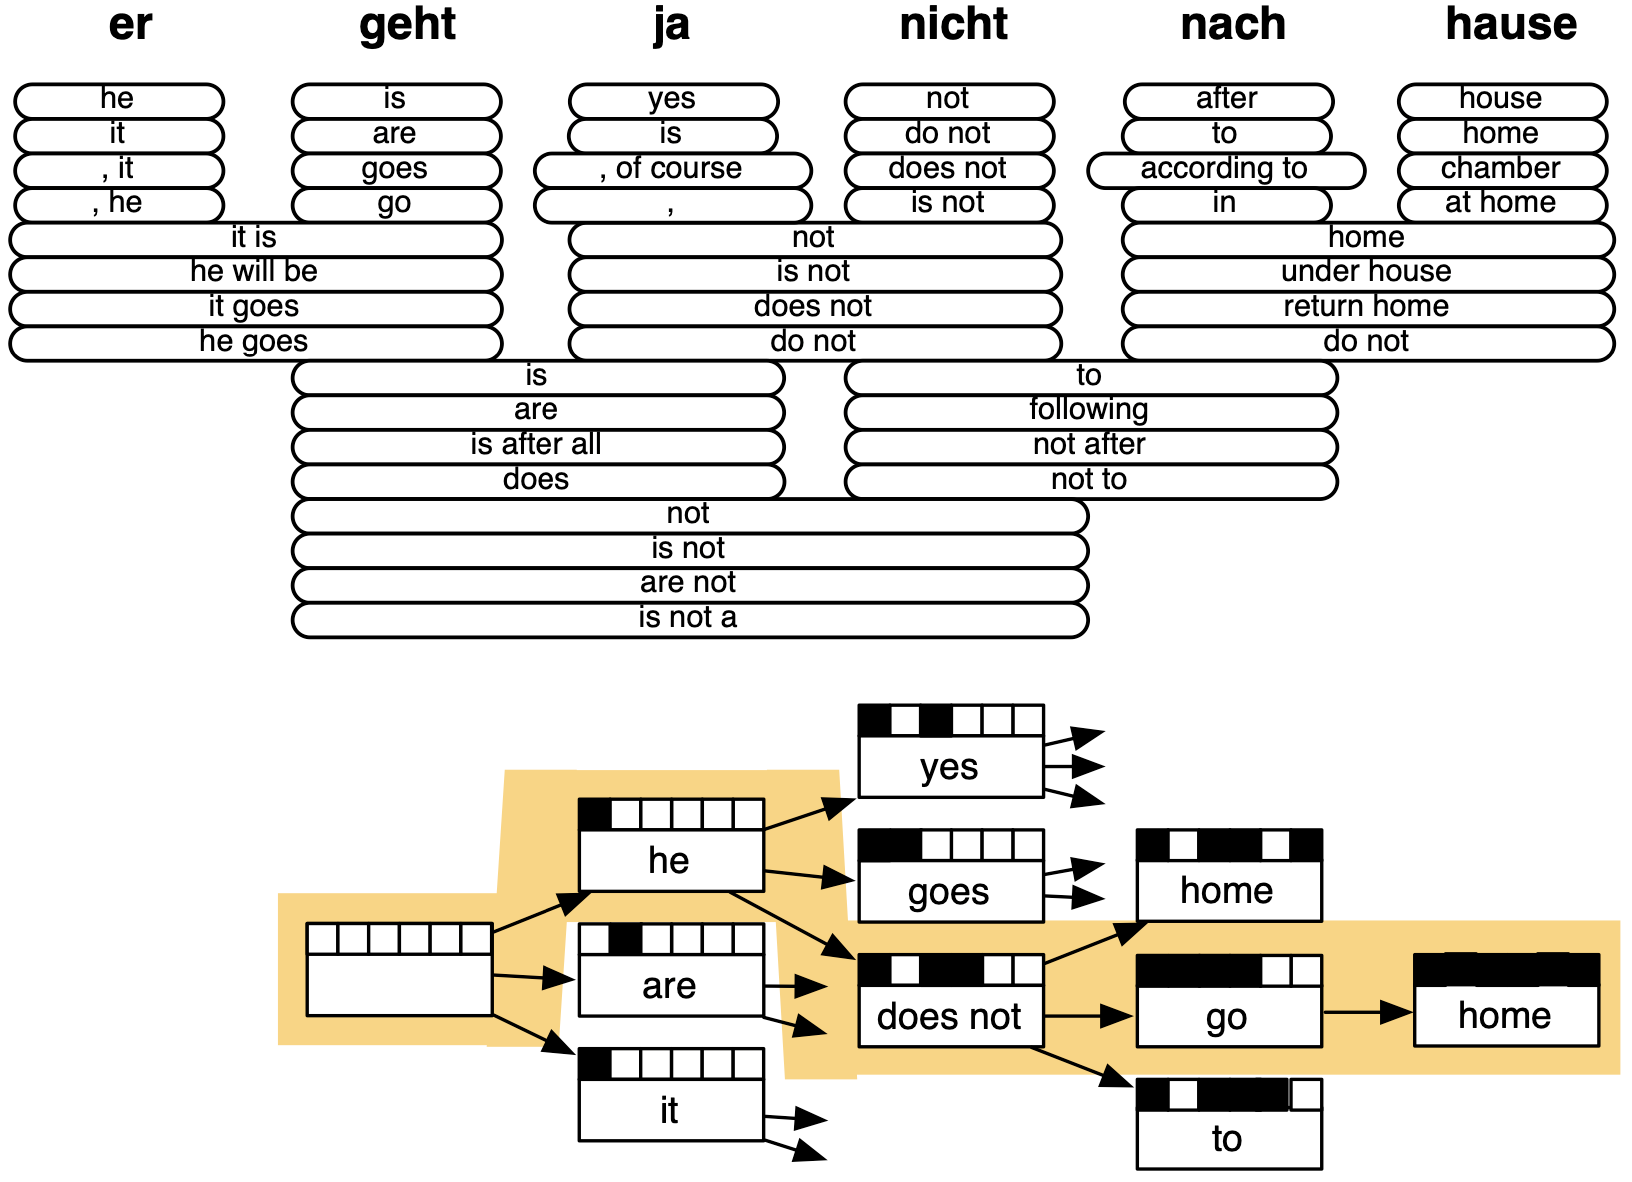 er geht ja nicht nach hause
he is yes not after house
it are is do not to home
, it goes , of course does not according to chamber
, he go , is not in at home
it is not home
he will be is not under house
it goes does not return home
he goes do not do not
is to
are following
is after all not after
does not to
not
is not
are not
is not a
yes
he
goes home
are
does not go home
it
to